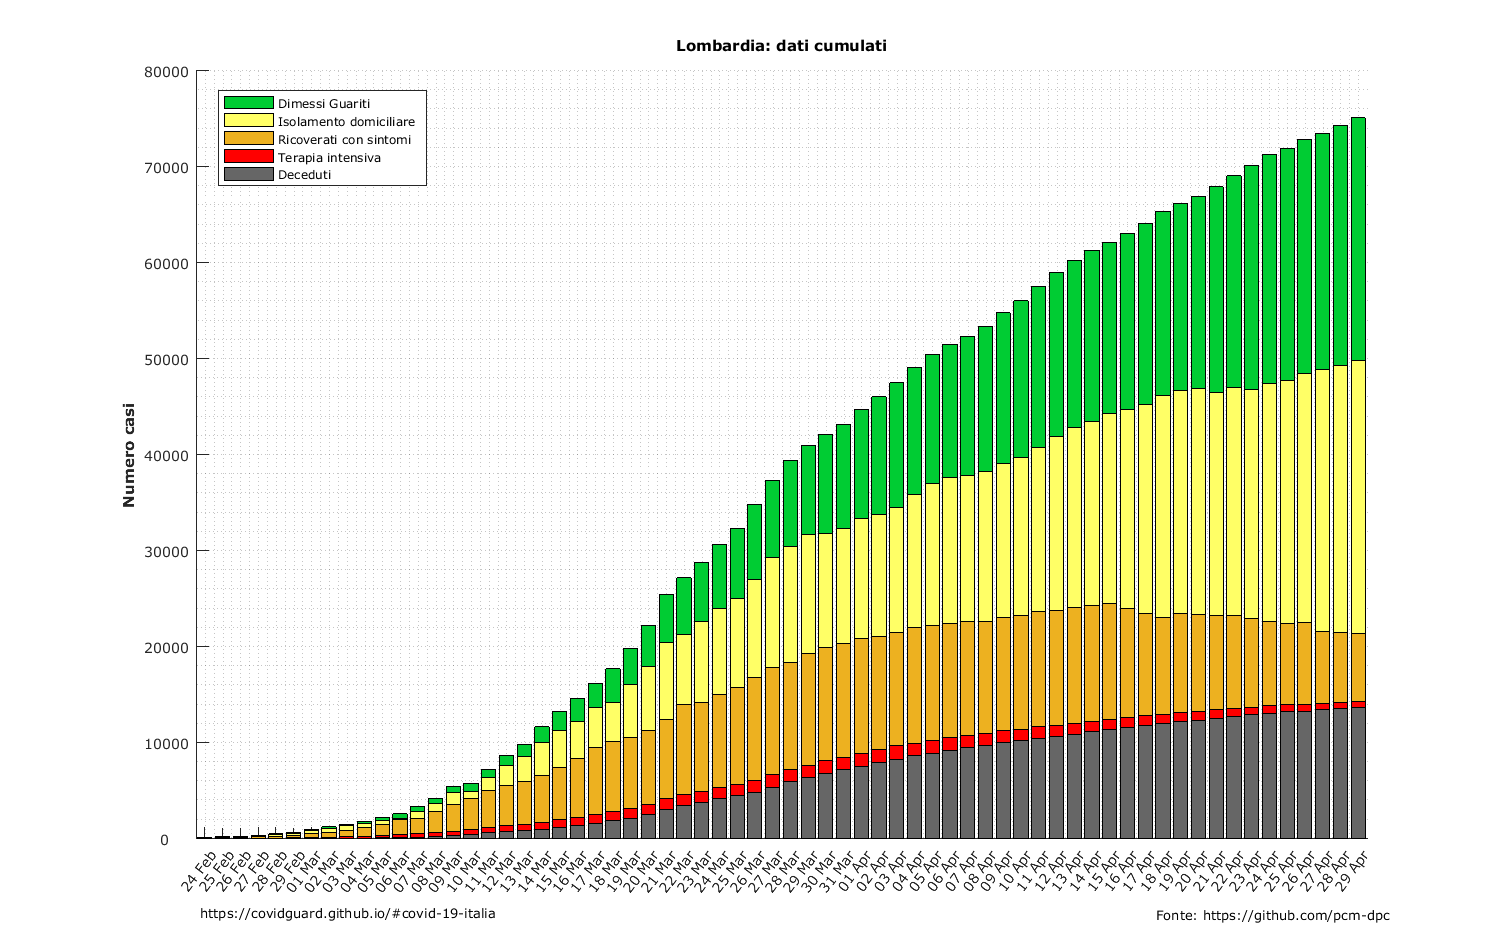 Lombardia: dati cumulati
80000
70000
60000
50000
40000
30000
20000
10000
0
Numero casi
Dimessi Guariti
Isolamento domiciliare
Ricoverati con sintomi
Terapia intensiva
Deceduti
24 Feb
25 Feb
26 Feb
27 Feb
28 Feb
29 Feb
01 Mar
02 Mar
03 Mar
04 Mar
05 Mar
06 Mar
07 Mar
08 Mar
09 Mar
10 Mar
11 Mar
12 Mar
13 Mar
14 Mar
15 Mar
16 Mar
17 Mar
18 Mar
19 Mar
20 Mar
21 Mar
22 Mar
23 Mar
24 Mar
25 Mar
26 Mar
27 Mar
28 Mar
29 Mar
30 Mar
31 Mar
01 Apr
02 Apr
03 Apr
04 Apr
05 Apr
06 Apr
07 Apr
08 Apr
09 Apr
10 Apr
11 Apr
12 Apr
13 Apr
14 Apr
15 Apr
16 Apr
17 Apr
18 Apr
19 Apr
20 Apr
21 Apr
22 Apr
23 Apr
24 Apr
25 Apr
26 Apr
27 Apr
28 Apr
29 Apr
https://covidguard.github.io/#covid-19-italia
Fonte: https://github.com/pcm-dpc